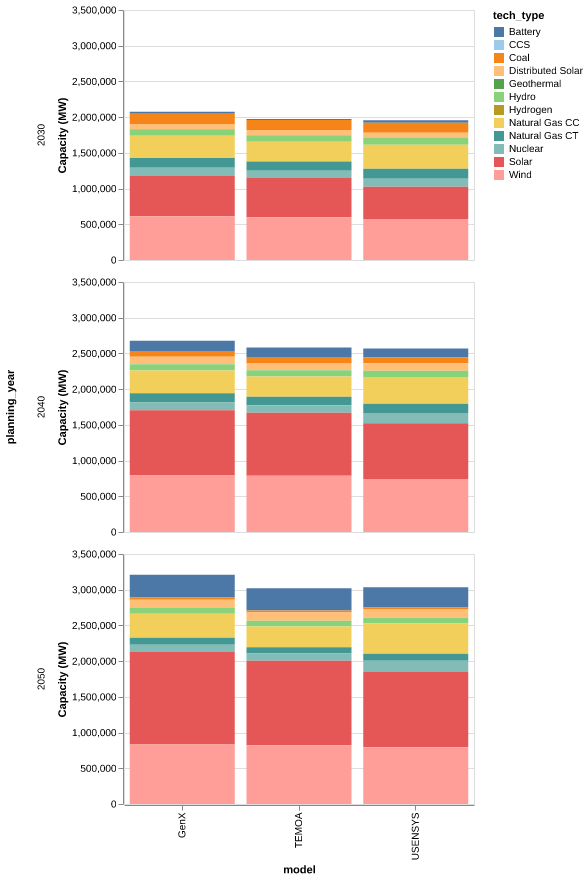 tech_type
Battery
CCS
Coal
Distributed Solar
Geothermal
Hydro
Hydrogen
Natural Gas CC
Natural Gas CT
Nuclear
Solar
Wind
planning_year
2030
Capacity (MW)
3,500,000
3,000,000
2,500,000
2,000,000
1,500,000
1,000,000
500,000
0
2040
Capacity (MW)
3,500,000
3,000,000
2,500,000
2,000,000
1,500,000
1,000,000
500,000
0
2050
Capacity (MW)
3,500,000
3,000,000
2,500,000
2,000,000
1,500,000
1,000,000
500,000
0
GenX
TEMOA
USENSYS
model